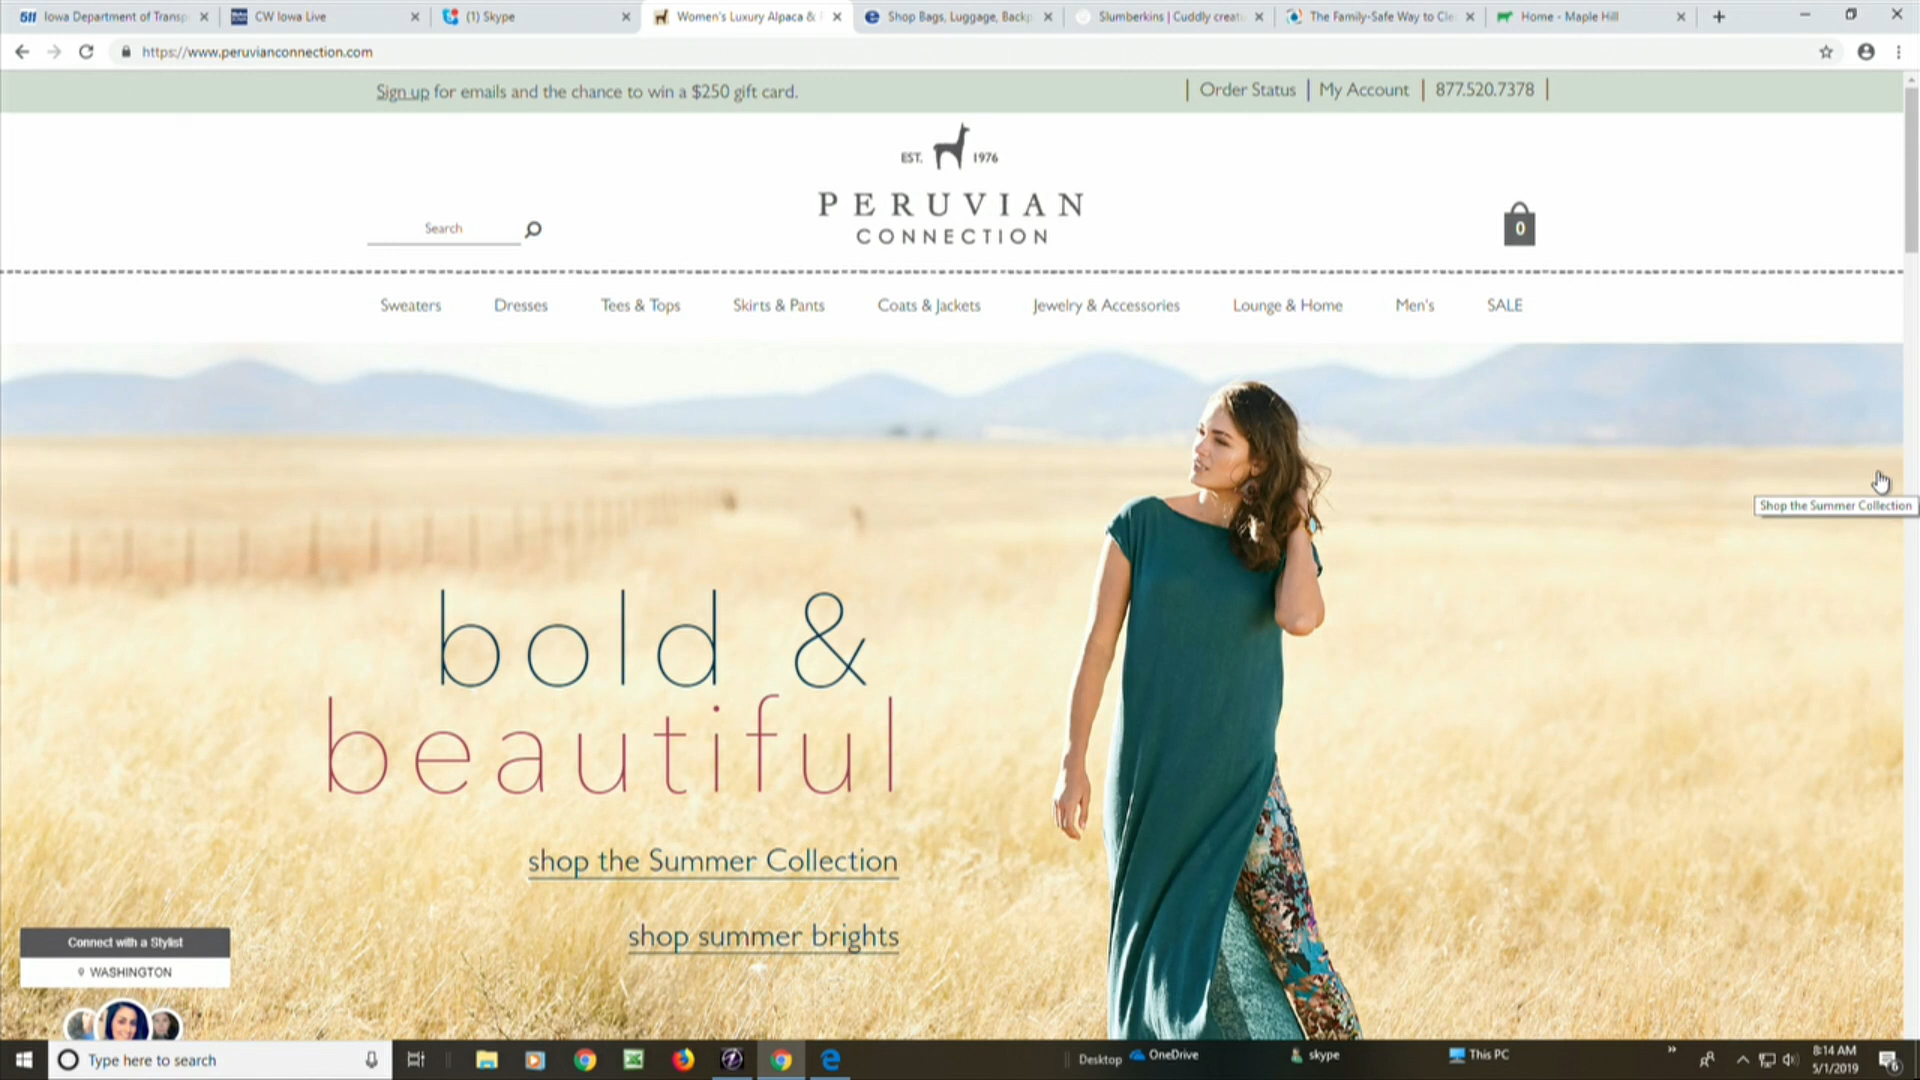 511 Iowa Department of Transp
CW Iowa Live
(1) Skype
Women's Luxury Alpaca &
Shop Bags, Luggage, Backp
Slumberkins | Cuddly creat
The Family-Safe Way to Cle
Home - Maple Hill
https://www.peruvianconnection.com
Sign up for emails and the chance to win a $250 gift card.
| Order Status | My Account | 877.520.7378 |
EST. 1976
PERUVIAN
CONNECTION
Search
0
Sweaters
Dresses
Tees & Tops
Skirts & Pants
Coats & Jackets
Jewelry & Accessories
Lounge & Home
Men's
SALE
Shop the Summer Collection
bold &
beautiful
shop the Summer Collection
shop summer brights
Connect with a Stylist
WASHINGTON
Type here to search
Desktop
OneDrive
skype
This PC
8:14 AM
5/1/2019